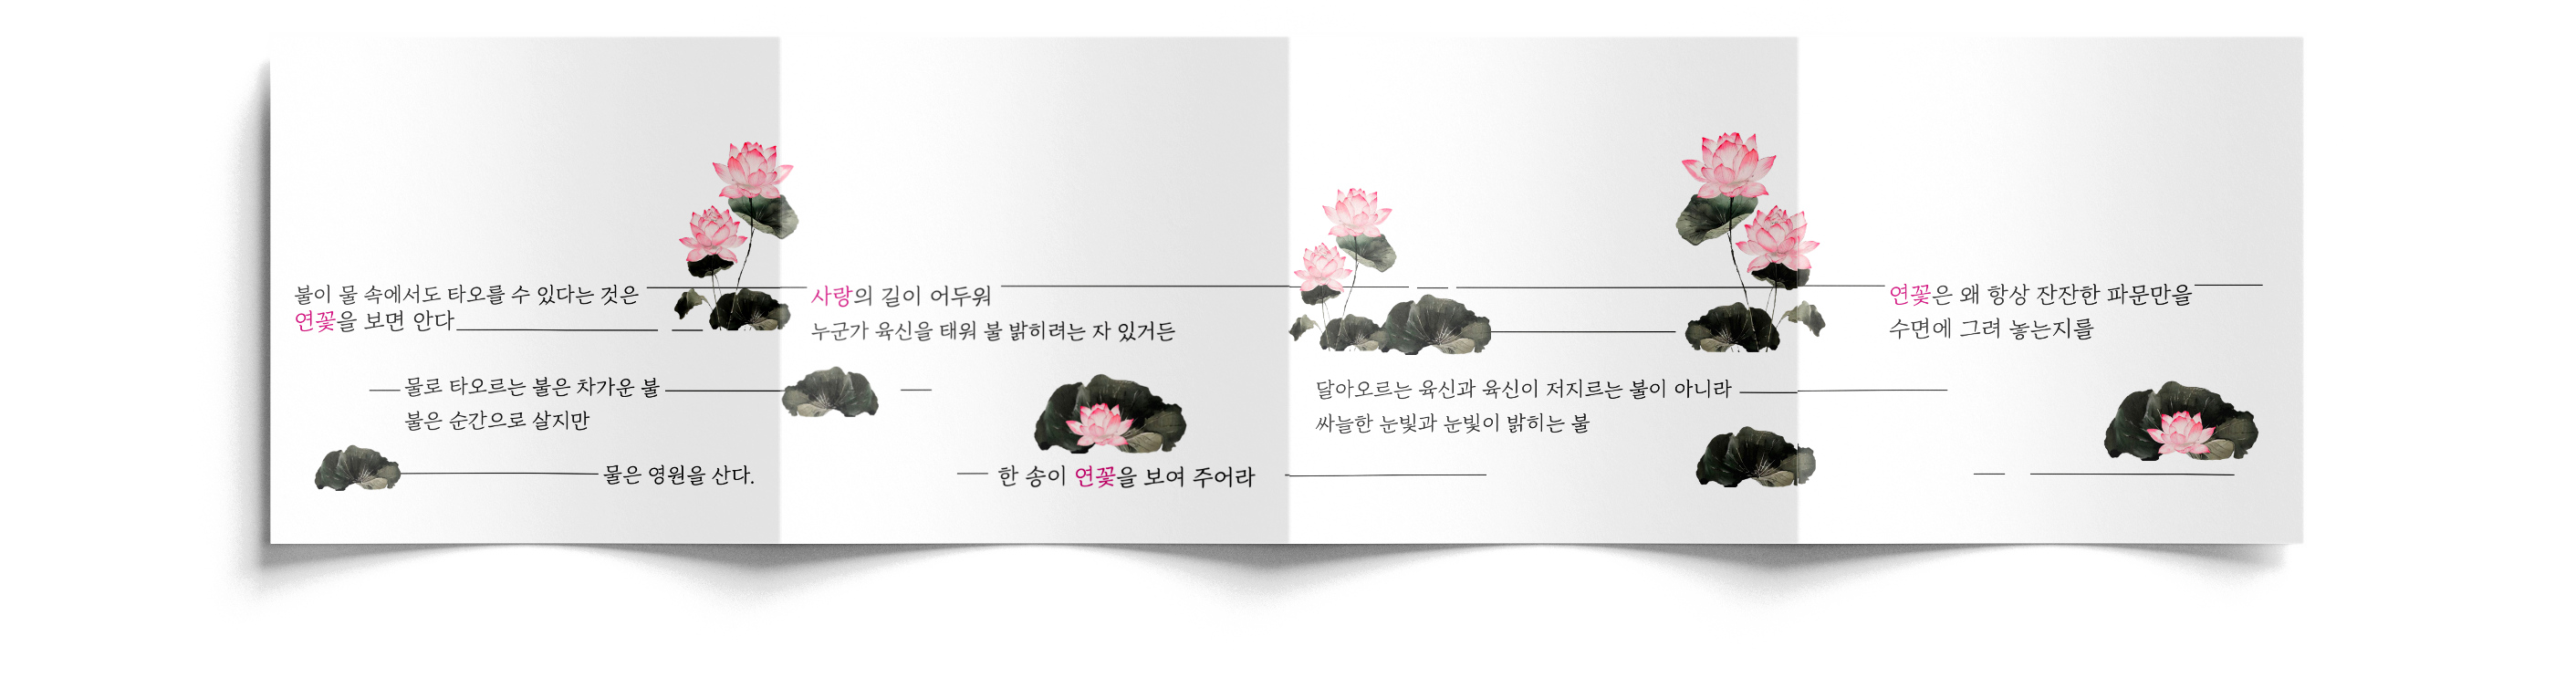 불이 물 속에서도 타오를 수 있다는 것은
연꽃을 보면 안다
물로 타오르는 불은 차가운 불
불은 순간으로 살지만
물은 영원을 산다.
사랑의 길이 어두워
누군가 육신을 태워 불 밝히려는 자 있거든
한 송이 연꽃을 보여 주어라
달아오르는 육신과 육신이 저지르는 불이 아니라
싸늘한 눈빛과 눈빛이 밝히는 불
연꽃은 왜 항상 잔잔한 파문만을
수면에 그려 놓는지를